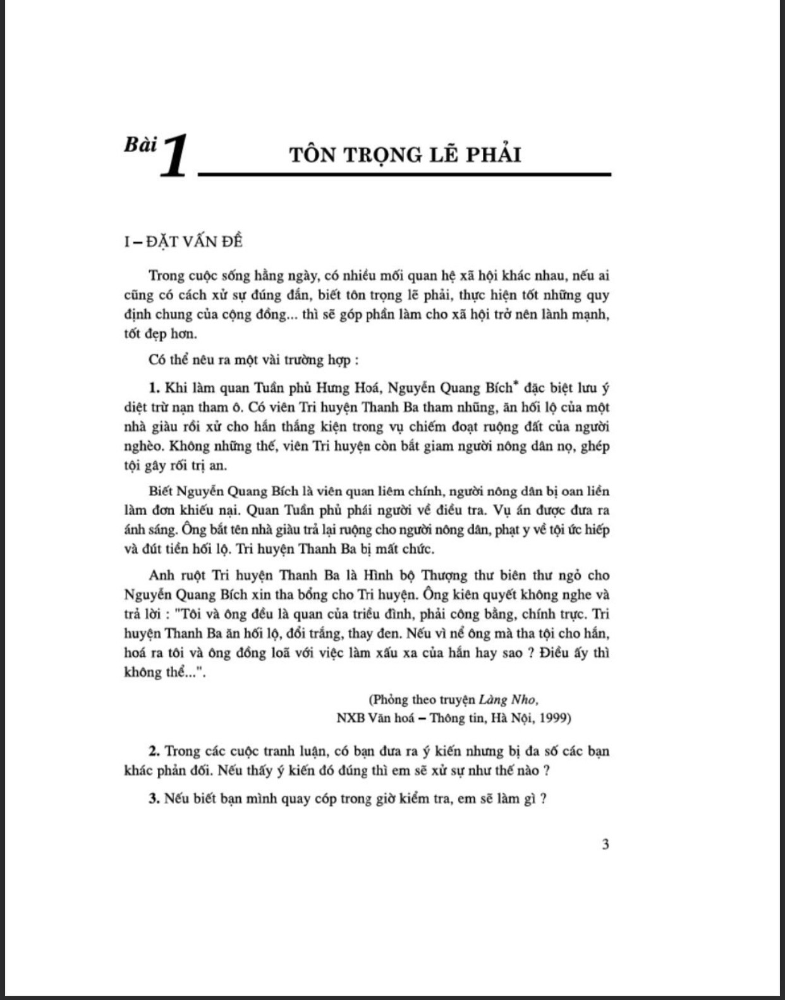 Bài 1
TÔN TRỌNG LẼ PHẢI
I – ĐẶT VẤN ĐỀ
Trong cuộc sống hằng ngày, có nhiều mối quan hệ xã hội khác nhau, nếu ai
cũng có cách xử sự đúng đắn, biết tôn trọng lẽ phải, thực hiện tốt những quy
định chung của cộng đồng... thì sẽ góp phần làm cho xã hội trở nên lành mạnh,
tốt đẹp hơn.
Có thể nêu ra một vài trường hợp :
1. Khi làm quan Tuần phủ Hưng Hoá, Nguyễn Quang Bích* đặc biệt lưu ý
diệt trừ nạn tham ô. Có viên Tri huyện Thanh Ba tham nhũng, ăn hối lộ của một
nhà giàu rồi xử cho hắn thắng kiện trong vụ chiếm đoạt ruộng đất của người
nghèo. Không những thế, viên Tri huyện còn bắt giam người nông dân nọ, ghép
tội gây rối trị an.
Biết Nguyễn Quang Bích là viên quan liêm chính, người nông dân bị oan liền
làm đơn khiếu nại. Quan Tuần phủ phái người về điều tra. Vụ án được đưa ra
ánh sáng. Ông bắt tên nhà giàu trả lại ruộng cho người nông dân, phạt y về tội ức hiếp
và đút tiền hối lộ. Tri huyện Thanh Ba bị mất chức.
Anh ruột Tri huyện Thanh Ba là Hình bộ Thượng thư biên thư ngỏ cho
Nguyễn Quang Bích xin tha bổng cho Tri huyện. Ông kiên quyết không nghe và
trả lời : "Tôi và ông đều là quan của triều đình, phải công bằng, chính trực. Tri
huyện Thanh Ba ăn hối lộ, đổi trắng, thay đen. Nếu vì nể ông mà tha tội cho hắn,
hoá ra tôi và ông đồng loã với việc làm xấu xa của hắn hay sao ? Điều ấy thì
không thể...".
(Phỏng theo truyện Làng Nho,
NXB Văn hoá – Thông tin, Hà Nội, 1999)
2. Trong các cuộc tranh luận, có bạn đưa ra ý kiến nhưng bị đa số các bạn
khác phản đối. Nếu thấy ý kiến đó đúng thì em sẽ xử sự như thế nào ?
3. Nếu biết bạn mình quay cóp trong giờ kiểm tra, em sẽ làm gì ?
3